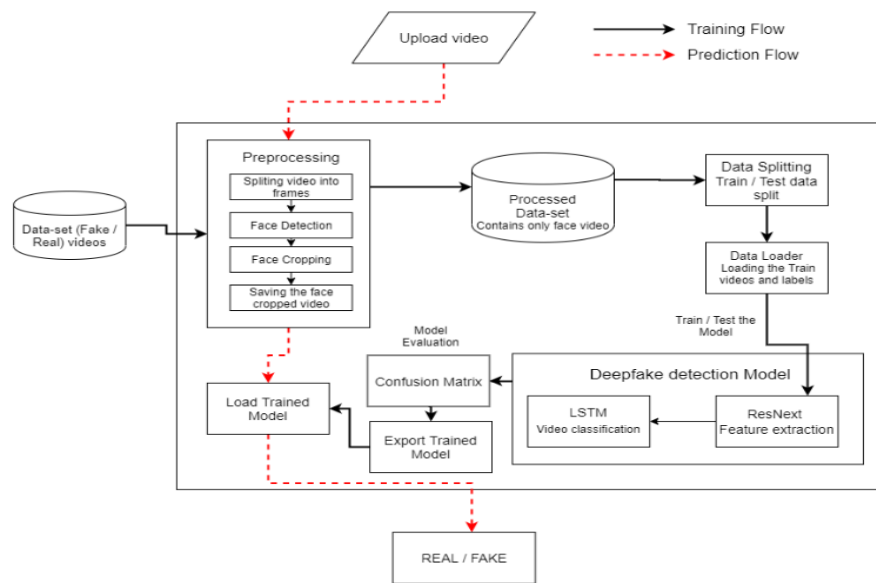 Upload video
Training Flow
Prediction Flow
Preprocessing
Spliting video into
frames
Face Detection
Face Cropping
Saving the face
cropped video
Data-set (Fake /
Real) videos
Processed
Data-set
Contains only face video
Data Splitting
Train / Test data
split
Data Loader
Loading the Train
videos and labels
Train / Test the
Model
Model
Evaluation
Confusion Matrix
Export Trained
Model
Load Trained
Model
Deepfake detection Model
LSTM
Video classification
ResNext
Feature extraction
REAL / FAKE